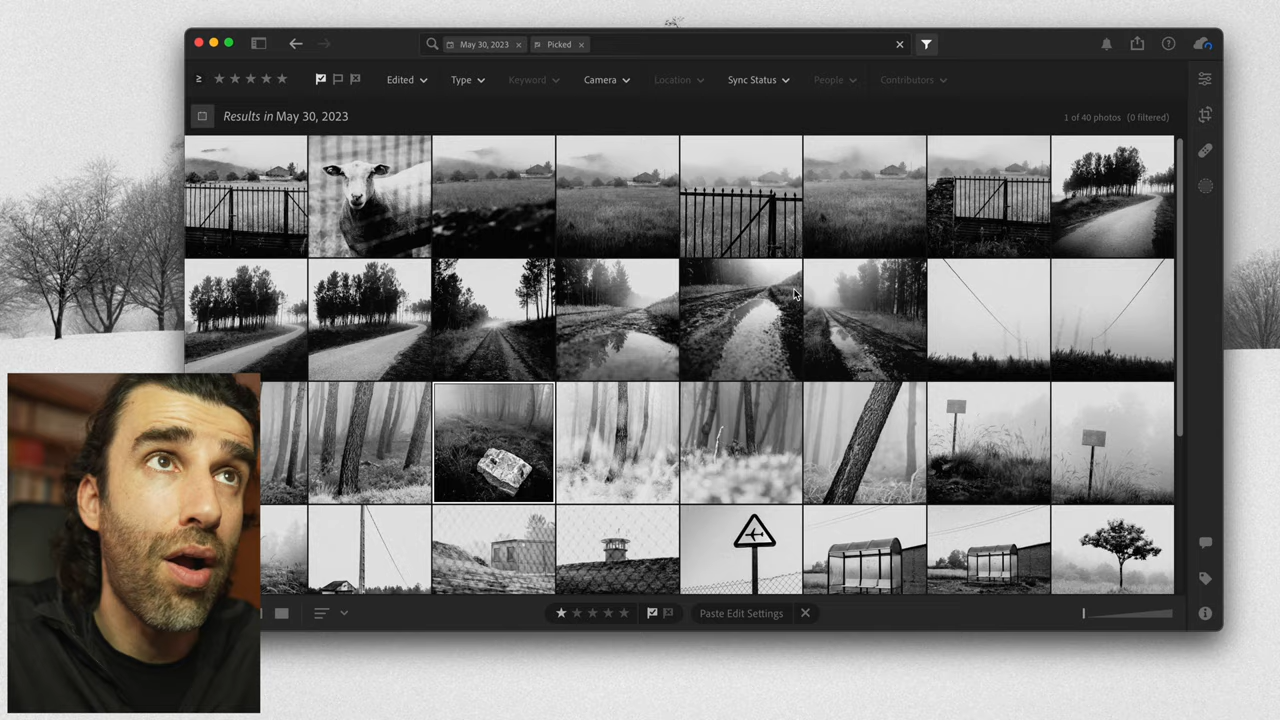 May 30, 2023 × Picked ×
≥ Edited Type Keyword Camera Location Sync Status People Contributors
Results in May 30, 2023 1 of 40 photos (0 filtered)
Paste Edit Settings